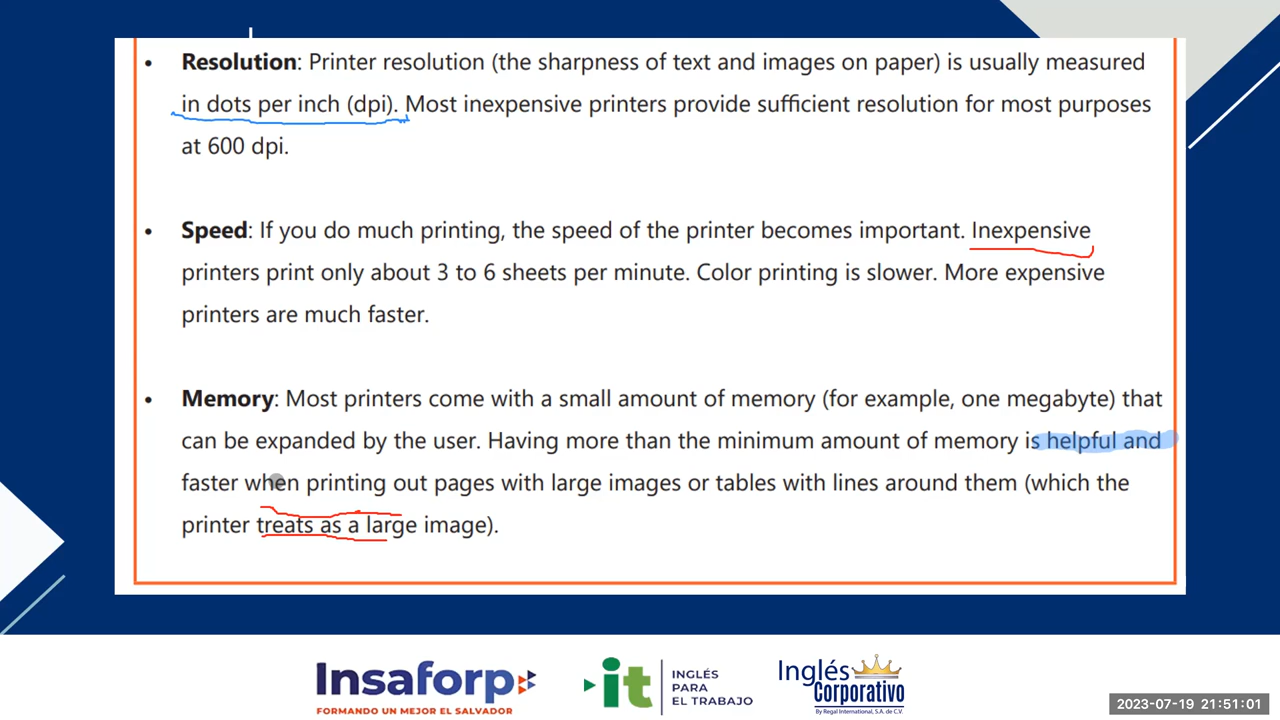 • Resolution: Printer resolution (the sharpness of text and images on paper) is usually measured
in dots per inch (dpi). Most inexpensive printers provide sufficient resolution for most purposes
at 600 dpi.
• Speed: If you do much printing, the speed of the printer becomes important. Inexpensive
printers print only about 3 to 6 sheets per minute. Color printing is slower. More expensive
printers are much faster.
• Memory: Most printers come with a small amount of memory (for example, one megabyte) that
can be expanded by the user. Having more than the minimum amount of memory is helpful and
faster when printing out pages with large images or tables with lines around them (which the
printer treats as a large image).
Insaforp
FORMANDO UN MEJOR EL SALVADOR
it
INGLÉS
PARA
EL TRABAJO
Inglés
Corporativo
By Regal International, S.A. de C.V.
2023-07-19 21:51:01